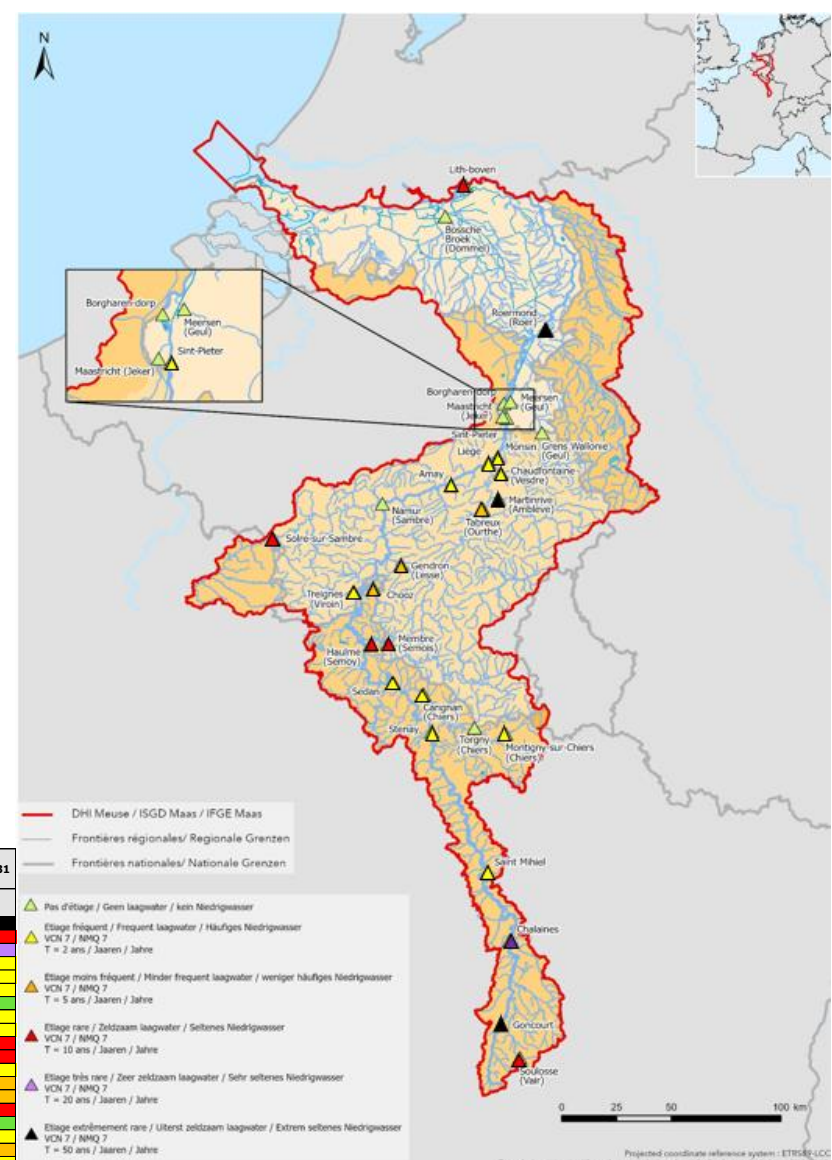 N
Lith-boven
Bossche
Broek
(Dommel)
Roermond
(Roer)
Borgharen-dorp
Meersen
(Geul)
Sint-Pieter
Maastricht (Jeker)
Borgharen-dorp
Meersen
(Geul)
Maastricht
(Jeker)
Sint-Pieter
Grens Wallonie
(Geul)
Monsin
Liège
Chaudfontaine
(Vesdre)
Amay
Martinrive
(Amblève)
Namur
(Sambre)
Tabreux
(Ourthe)
Solre-sur-Sambre
Gendron
(Lesse)
Treignes
(Viroin)
Chooz
Haulmé
(Semoy)
Membre
(Semois)
Sedan
Carignan
(Chiers)
Stenay
Torgny
(Chiers)
Montigny-sur-Chiers
(Chiers)
Saint Mihiel
Chalaines
Goncourt
Soulosse
(Vair)
DHI Meuse / ISGD Maas / IFGE Maas
Frontières régionales/ Regionale Grenzen
Frontières nationales/ Nationale Grenzen
31
Pas d'étiage / Geen laagwater / kein Niedrigwasser
Etiage fréquent / Frequent laagwater / Häufiges Niedrigwasser
VCN 7 / NMQ 7
T = 2 ans / Jaaren / Jahre
Etiage moins fréquent / Minder frequent laagwater / weniger häufiges Niedrigwasser
VCN 7 / NMQ 7
T = 5 ans / Jaaren / Jahre
Etiage rare / Zeldzaam laagwater / Seltenes Niedrigwasser
VCN 7 / NMQ 7
T = 10 ans / Jaaren / Jahre
Etiage très rare / Zeer zeldzaam laagwater / Sehr seltenes Niedrigwasser
VCN 7 / NMQ 7
T = 20 ans / Jaaren / Jahre
Etiage extrêmement rare / Uiterst zeldzaam laagwater / Extrem seltenes Niedrigwasser
VCN 7 / NMQ 7
T = 50 ans / Jaaren / Jahre
0 25 50 100 km
Projected coordinate reference system : ETRS89-LCC